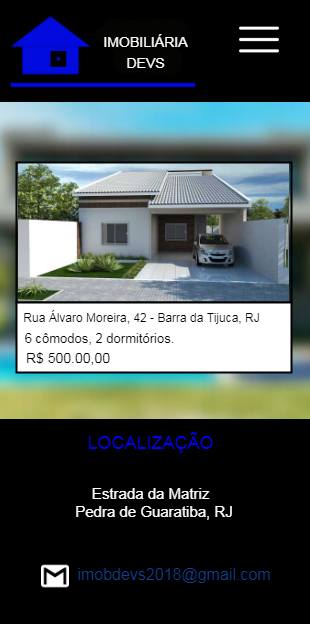 IMOBILIÁRIA
DEVS
Rua Álvaro Moreira, 42 - Barra da Tijuca, RJ
6 cômodos, 2 dormitórios.
R$ 500.00,00
LOCALIZAÇÃO
Estrada da Matriz
Pedra de Guaratiba, RJ
imobdevs2018@gmail.com